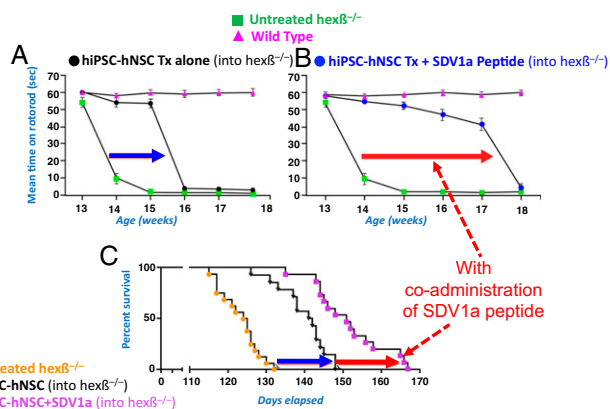 Untreated hexß⁻/⁻
Wild Type
A
hiPSC-hNSC Tx alone (into hexß⁻/⁻)
B
hiPSC-hNSC Tx + SDV1a Peptide (into hexß⁻/⁻)
Mean time on rotorod (sec)
70
60
50
40
30
20
10
0
13 14 15 16 17 18
Age (weeks)
70
60
50
40
30
20
10
0
13 14 15 16 17 18
Age (weeks)
C
Percent survival
100
50
0
0 110 120 130 140 150 160 170
Days elapsed
With
co-administration
of SDV1a peptide
eated hexß⁻/⁻
C-hNSC (into hexß⁻/⁻)
C-hNSC+SDV1a (into hexß⁻/⁻)